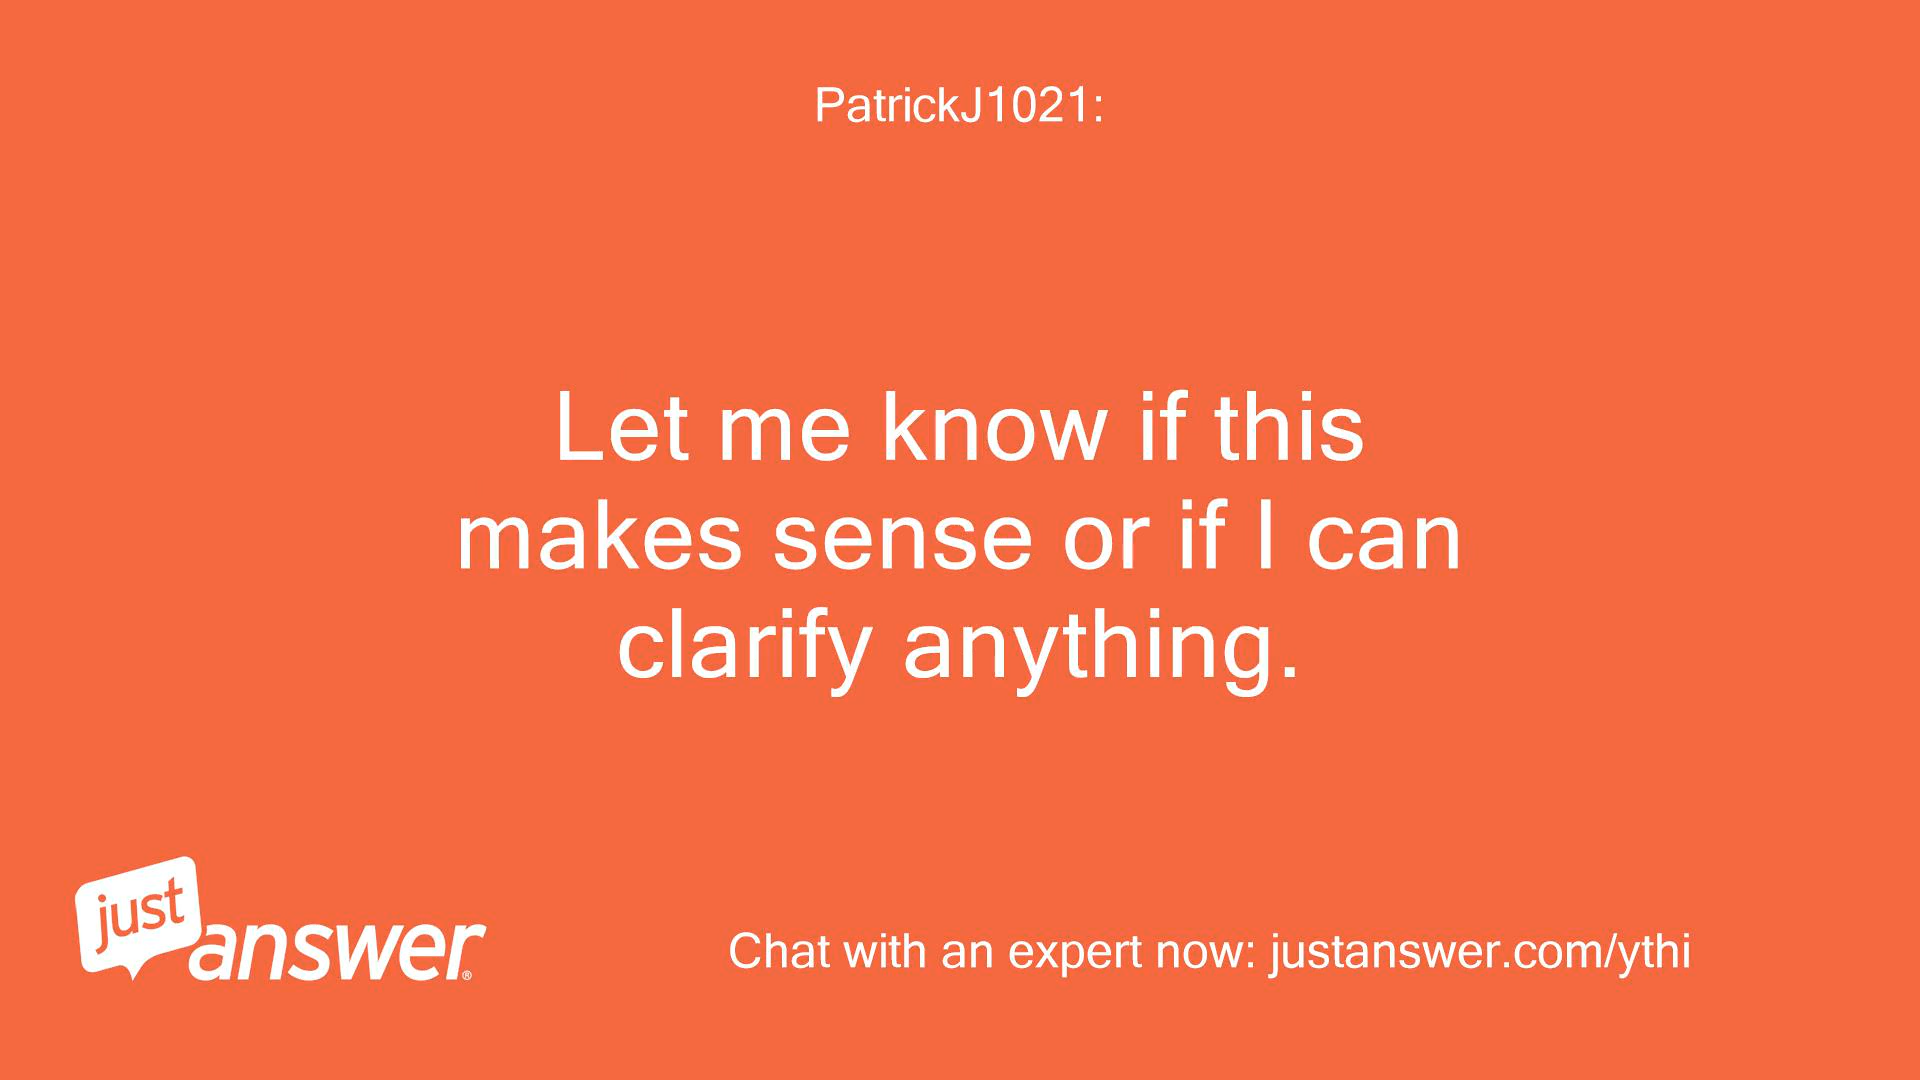 PatrickJ1021:
Let me know if this
makes sense or if I can
clarify anything.
just
answer®
Chat with an expert now: justanswer.com/ythi